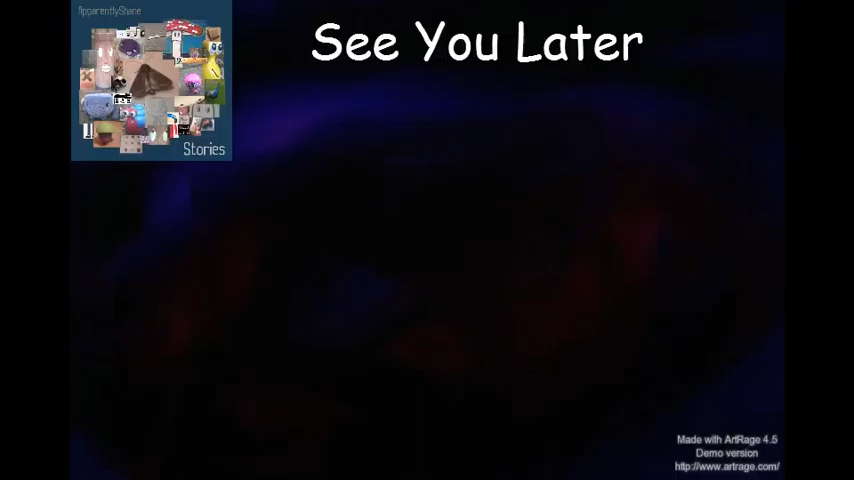 ApparentlyShane
See You Later
Stories
Made with ArtRage 4.5
Demo version
http://www.artrage.com/